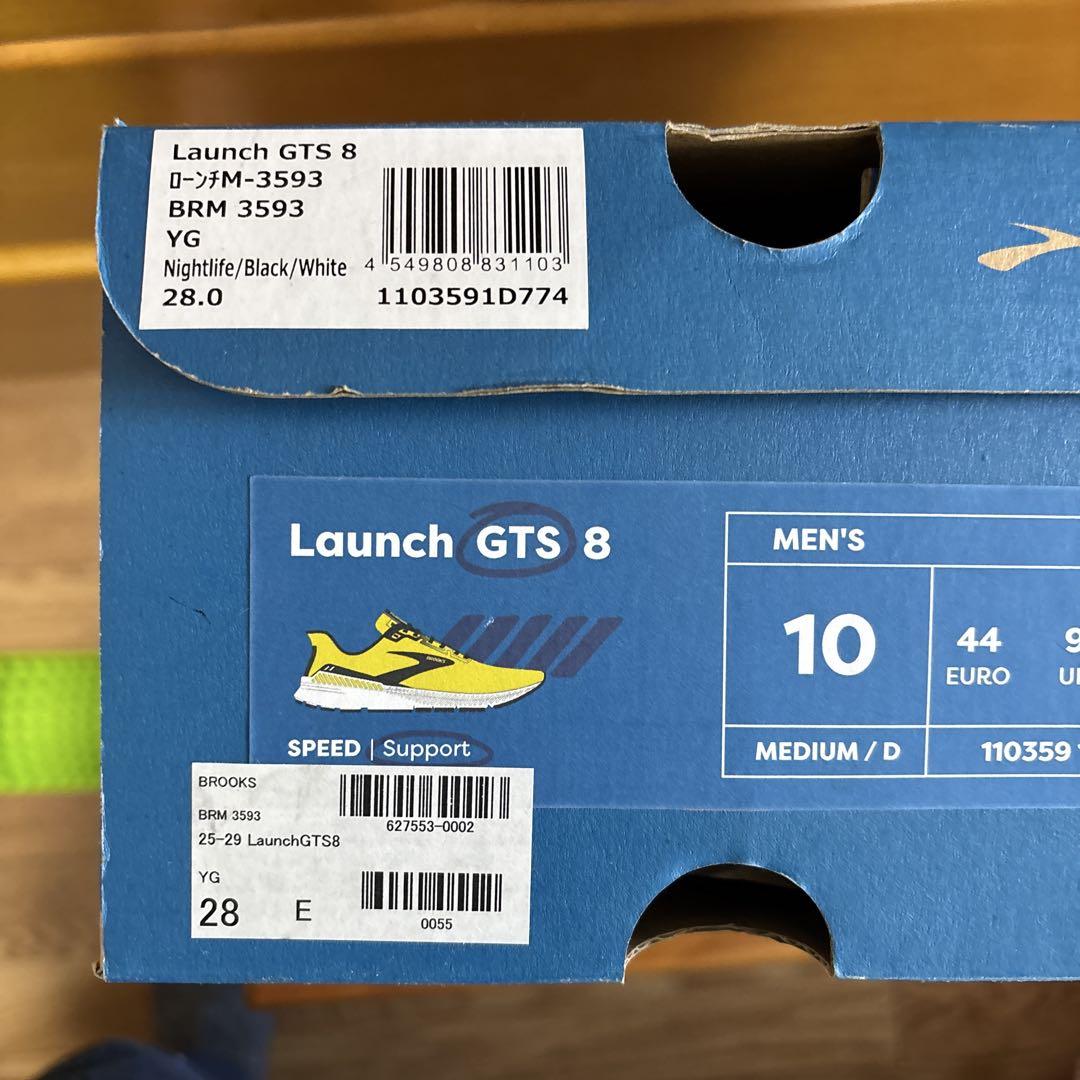 Launch GTS 8
ﾛｰﾝﾁM-3593
BRM 3593
YG
Nightlife/Black/White
4 549808 831103
28.0
1103591D774
Launch GTS 8
BROOKS
SPEED | Support
MEN'S
10
44
EURO
MEDIUM / D
110359
BROOKS
BRM 3593
25-29 LaunchGTS8
YG
28 E
627553-0002
0055